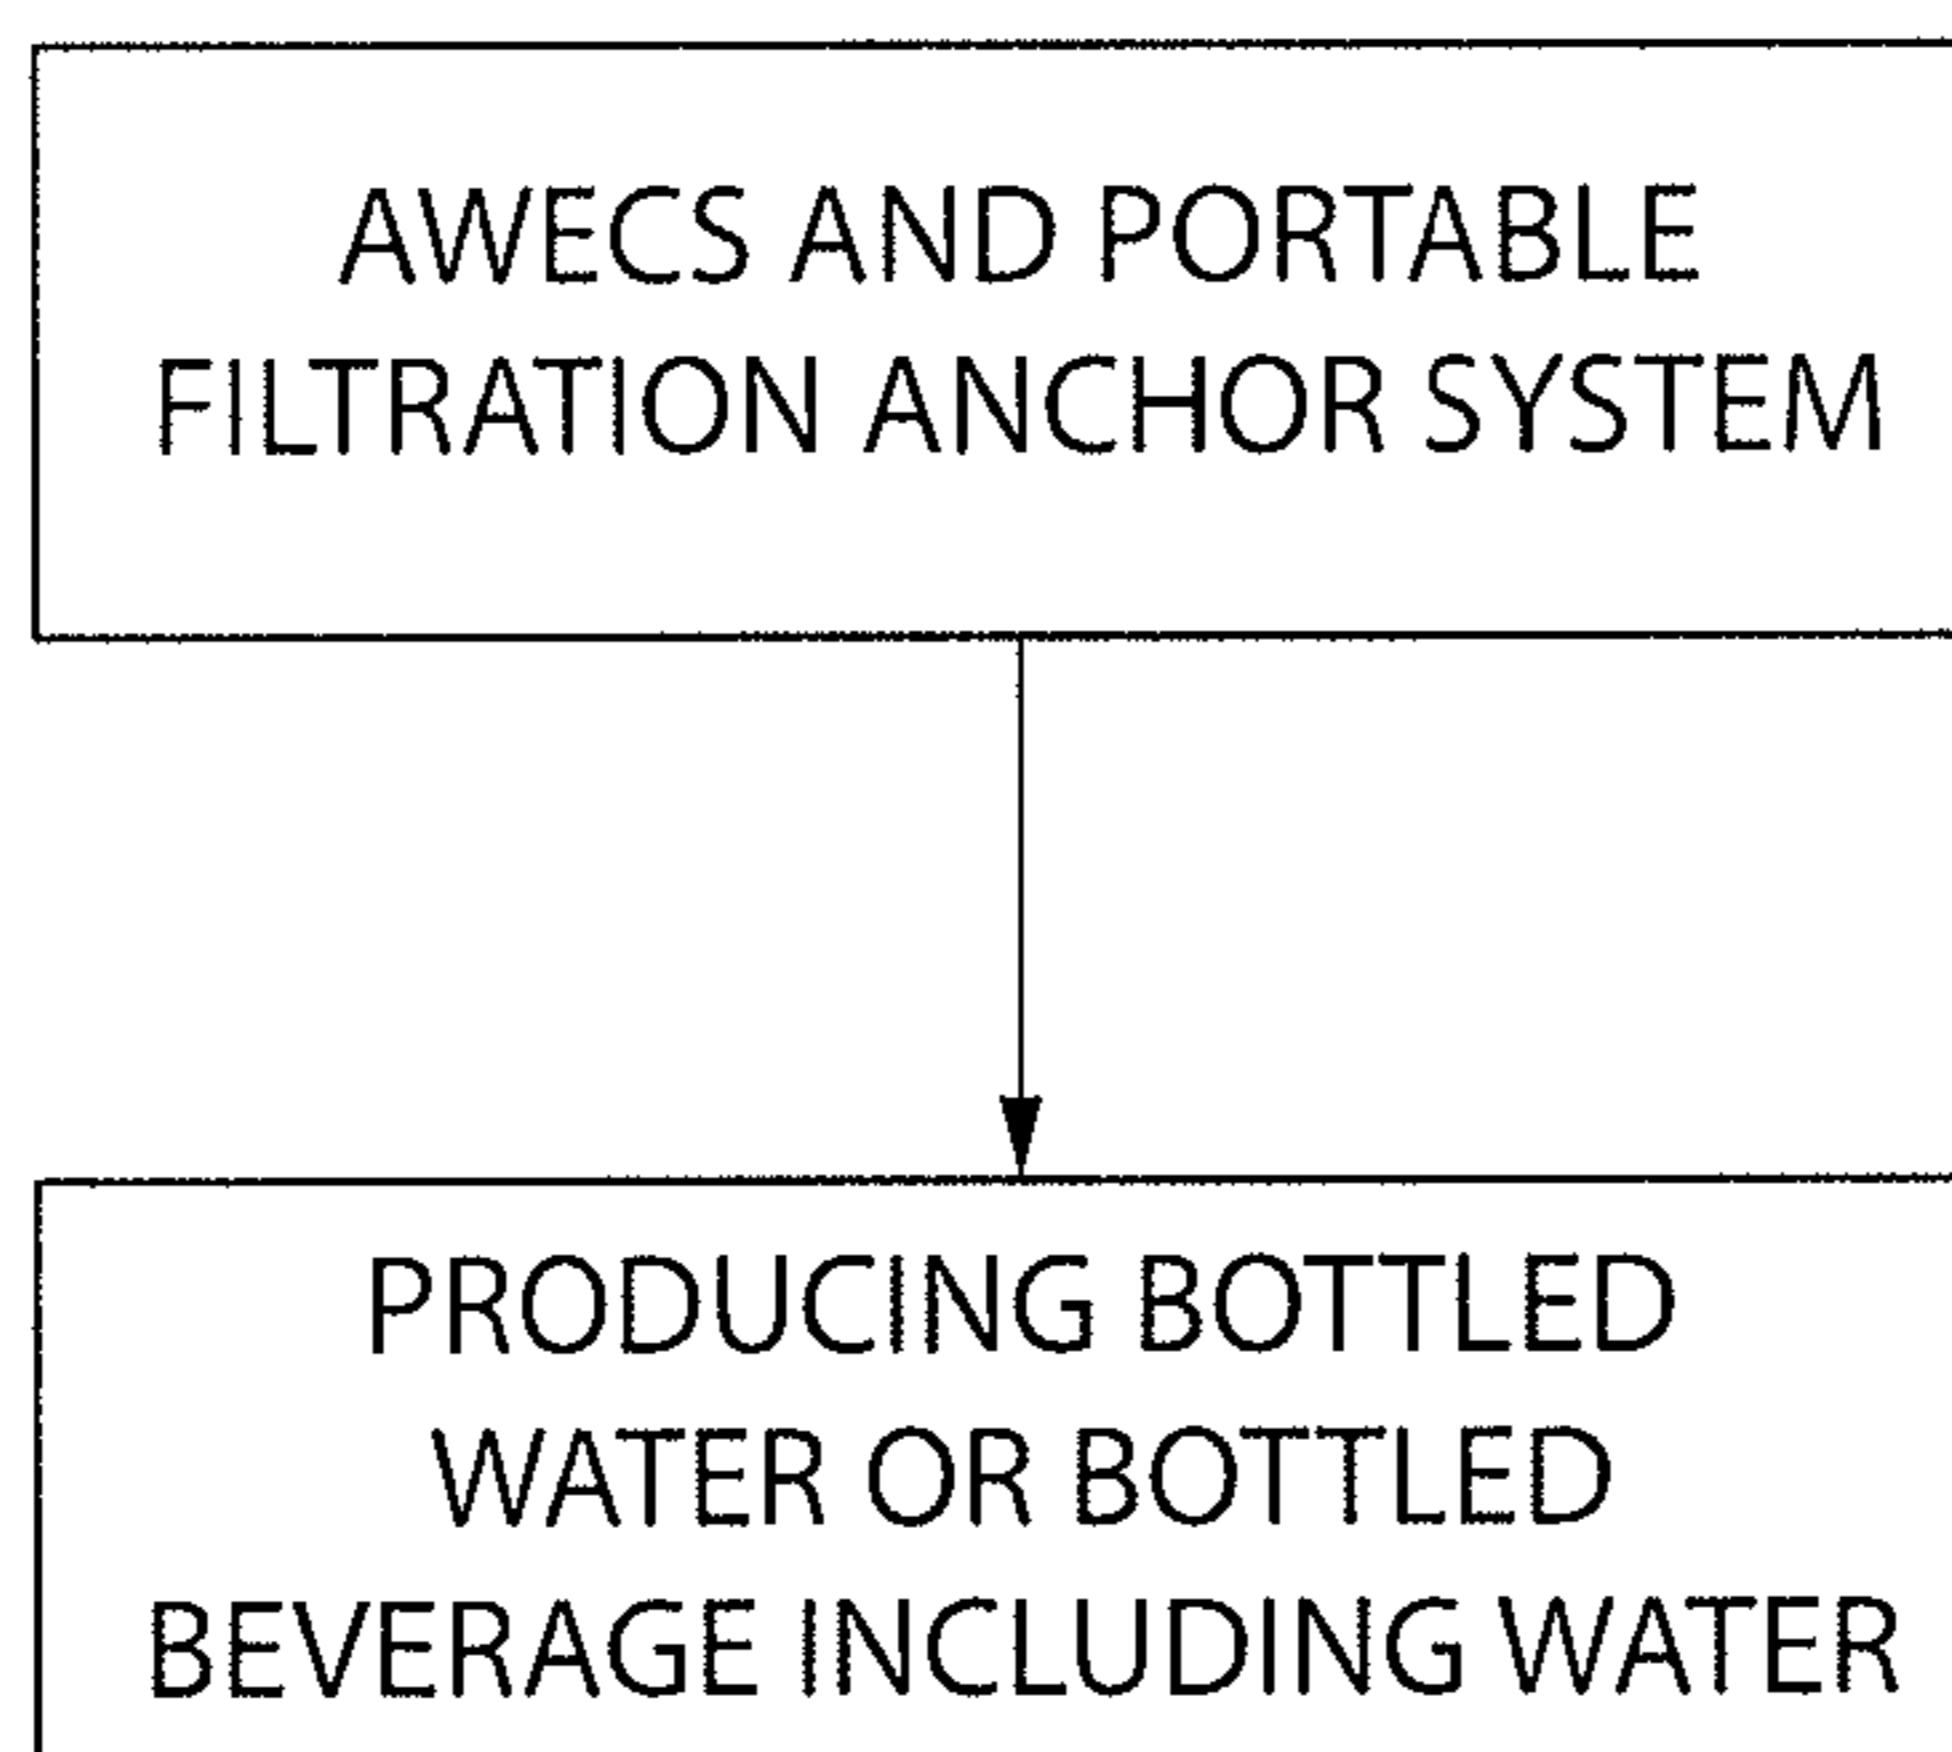 AWECS AND PORTABLE
FILTRATION ANCHOR SYSTEM
PRODUCING BOTTLED
WATER OR BOTTLED
BEVERAGE INCLUDING WATER